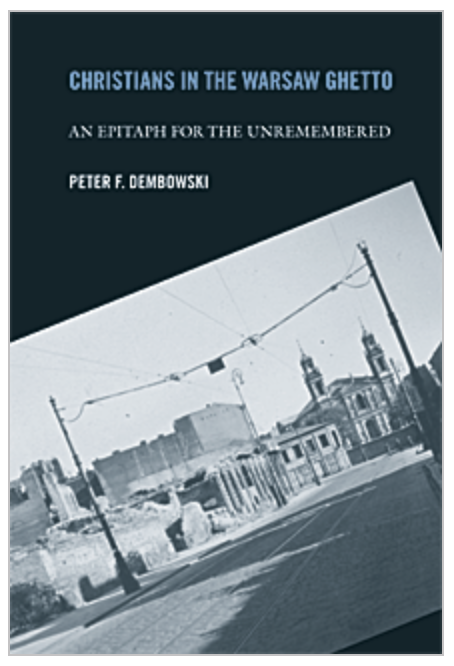 CHRISTIANS IN THE WARSAW GHETTO
AN EPITAPH FOR THE UNREMEMBERED
PETER F. DEMBOWSKI